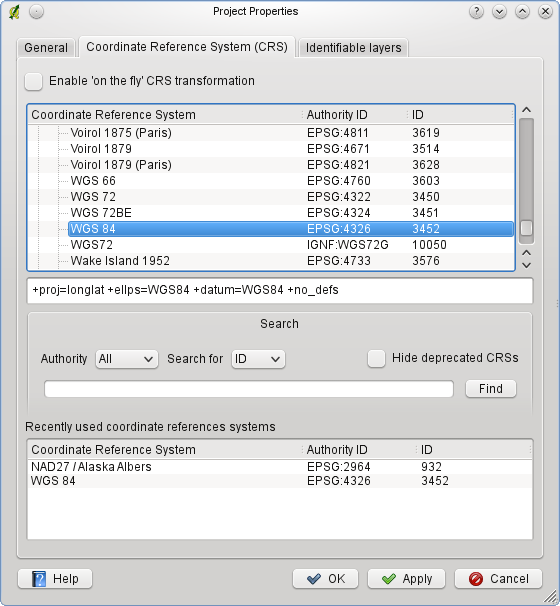 Project Properties
General Coordinate Reference System (CRS) Identifiable layers
Enable 'on the fly' CRS transformation
Coordinate Reference System Authority ID ID
Voirol 1875 (Paris) EPSG:4811 3619
Voirol 1879 EPSG:4671 3514
Voirol 1879 (Paris) EPSG:4821 3628
WGS 66 EPSG:4760 3603
WGS 72 EPSG:4322 3450
WGS 72BE EPSG:4324 3451
WGS 84 EPSG:4326 3452
WGS72 IGNF:WGS72G 10050
Wake Island 1952 EPSG:4733 3576
+proj=longlat +ellps=WGS84 +datum=WGS84 +no_defs
Search
Authority All Search for ID Hide deprecated CRSs
Find
Recently used coordinate references systems
Coordinate Reference System Authority ID ID
NAD27 / Alaska Albers EPSG:2964 932
WGS 84 EPSG:4326 3452
Help OK Apply Cancel